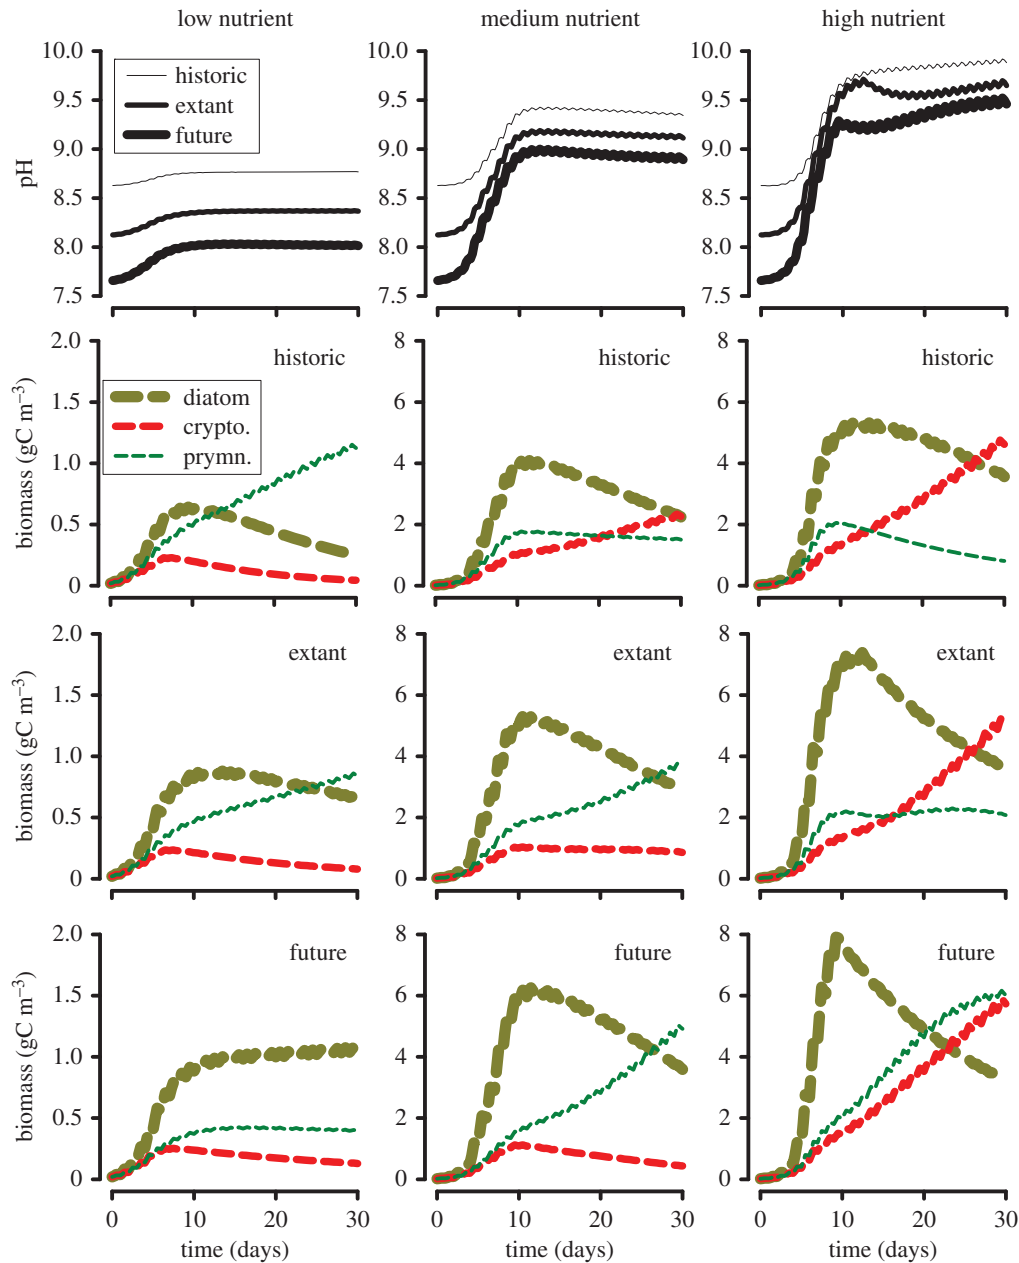 low nutrient medium nutrient high nutrient
10.0 10.0 10.0
historic
extant
future
9.5 9.5 9.5
9.0 9.0 9.0
pH
8.5 8.5 8.5
8.0 8.0 8.0
7.5 7.5 7.5
2.0 8 8
historic historic historic
biomass (gC m⁻³)
diatom
crypto.
prymn.
1.5 6 6
1.0 4 4
0.5 2 2
0 0 0
2.0 8 8
extant extant extant
biomass (gC m⁻³)
1.5 6 6
1.0 4 4
0.5 2 2
0 0 0
2.0 8 8
future future future
biomass (gC m⁻³)
1.5 6 6
1.0 4 4
0.5 2 2
0 0 0
0 10 20 30 0 10 20 30 0 10 20 30
time (days) time (days) time (days)